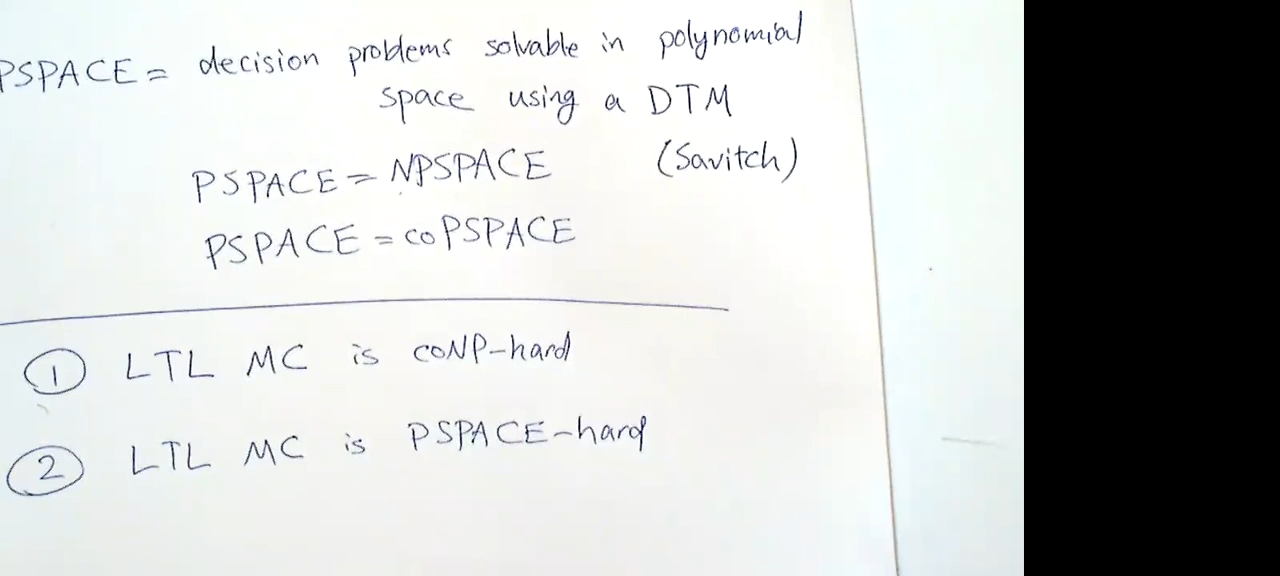 PSPACE = decision problems solvable in polynomial
space using a DTM
PSPACE = NPSPACE (Savitch)
PSPACE = coPSPACE
① LTL MC is coNP-hard
② LTL MC is PSPACE-hard